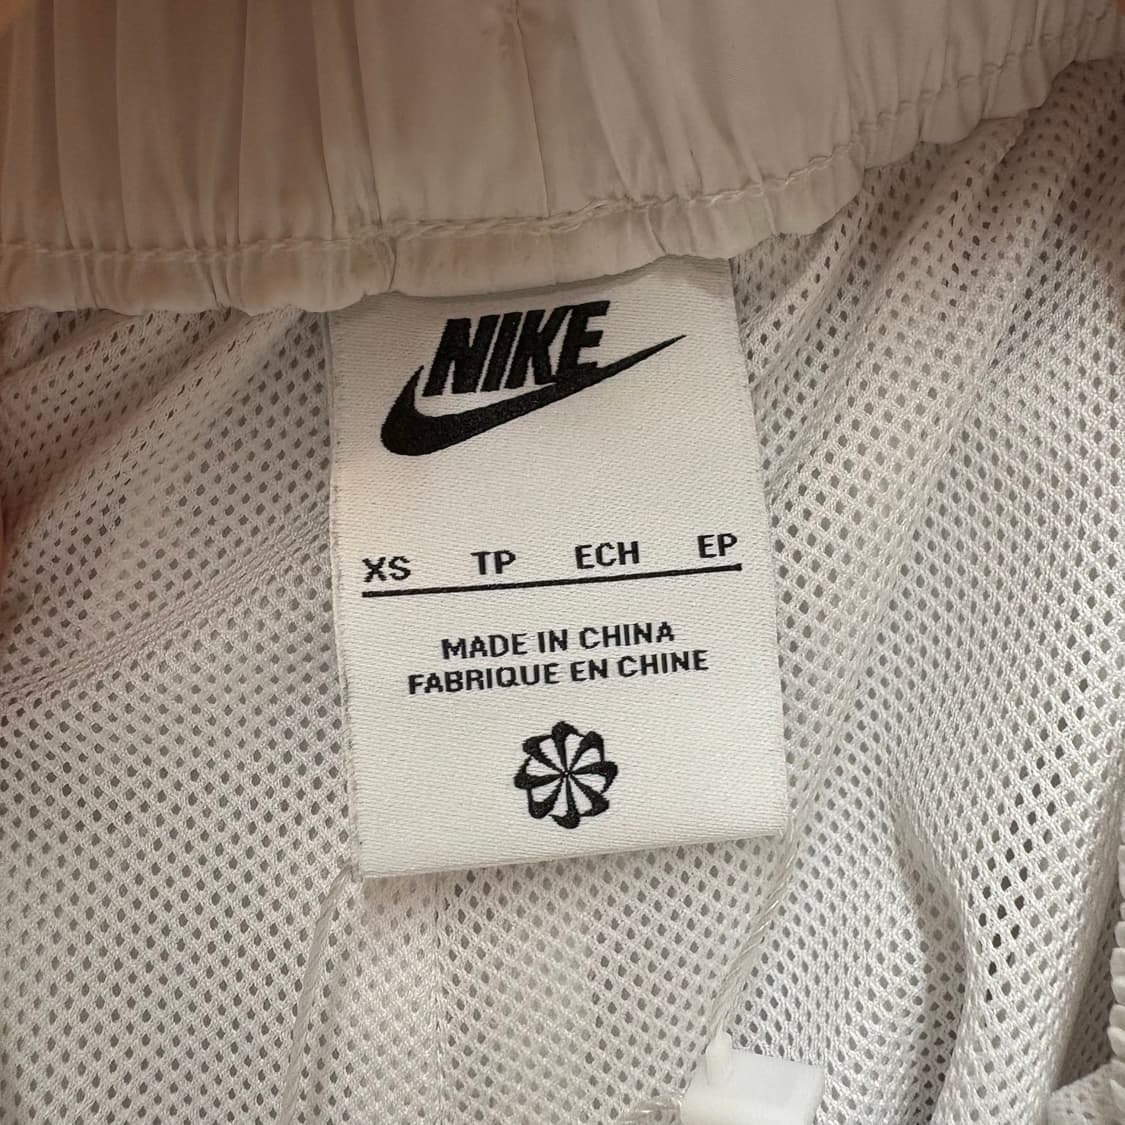 NIKE
XS TP ECH EP
MADE IN CHINA
FABRIQUE EN CHINE